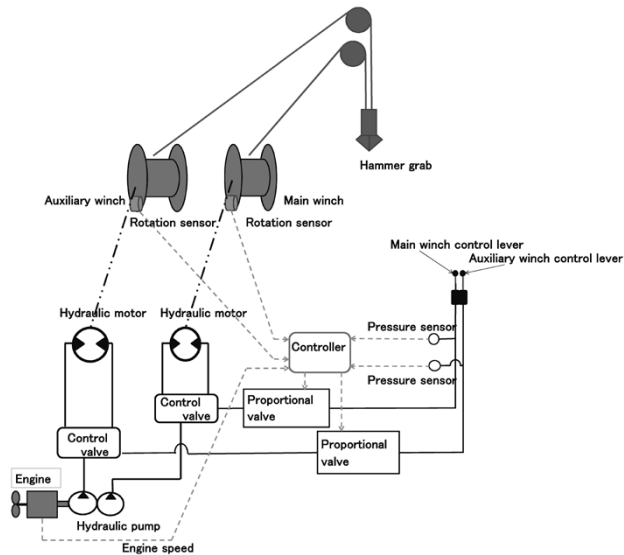 Hammer grab
Auxiliary winch
Main winch
Rotation sensor
Rotation sensor
Main winch control lever
Auxiliary winch control lever
Hydraulic motor
Hydraulic motor
Pressure sensor
Controller
Pressure sensor
Control
valve
Proportional
valve
Control
valve
Proportional
valve
Engine
Hydraulic pump
Engine speed